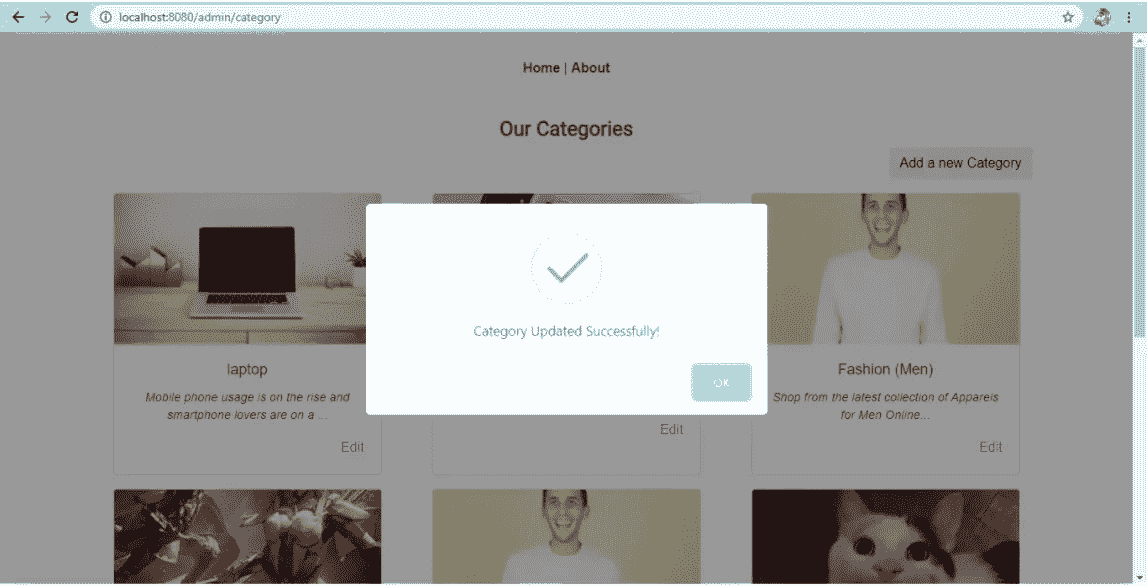 localhost:8080/admin/category
Home | About
Our Categories
Add a new Category
Category Updated Successfully!
OK
laptop
Mobile phone usage is on the rise and
smartphone lovers are on a ...
Edit
Edit
Fashion (Men)
Shop from the latest collection of Apparels
for Men Online...
Edit